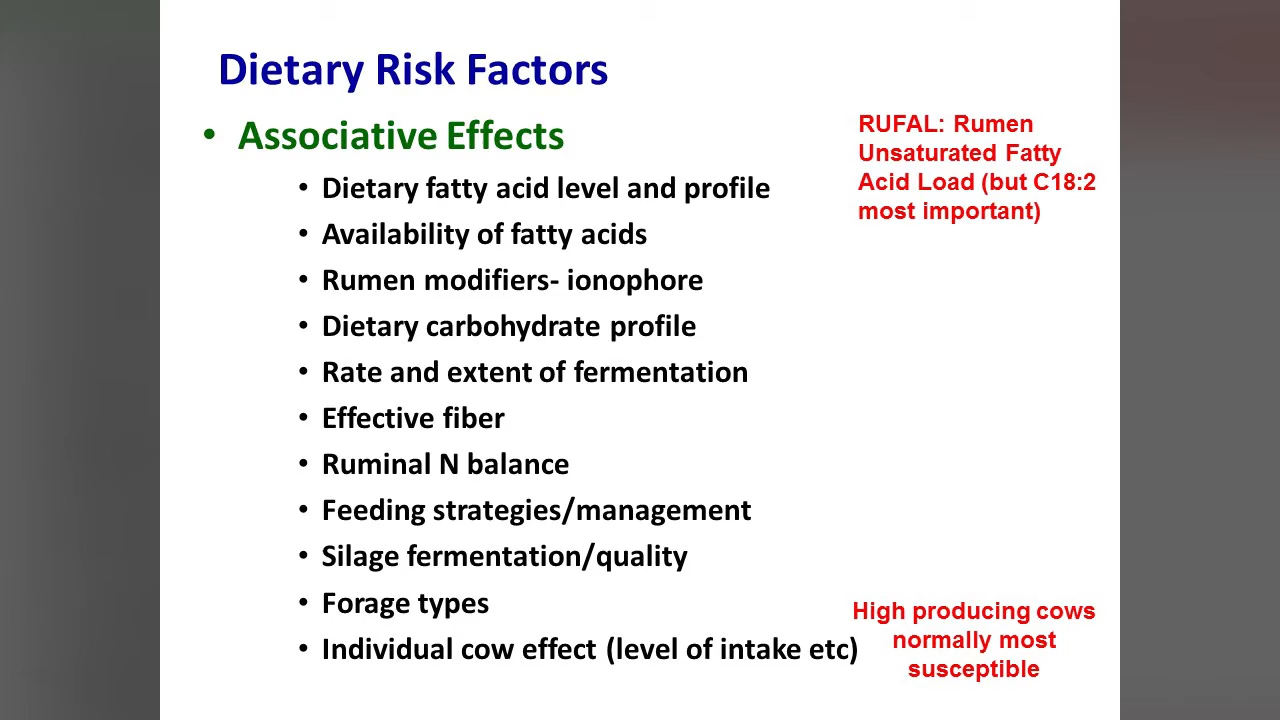 Dietary Risk Factors
• Associative Effects
• Dietary fatty acid level and profile
• Availability of fatty acids
• Rumen modifiers- ionophore
• Dietary carbohydrate profile
• Rate and extent of fermentation
• Effective fiber
• Ruminal N balance
• Feeding strategies/management
• Silage fermentation/quality
• Forage types
• Individual cow effect (level of intake etc)
RUFAL: Rumen
Unsaturated Fatty
Acid Load (but C18:2
most important)
High producing cows
normally most
susceptible